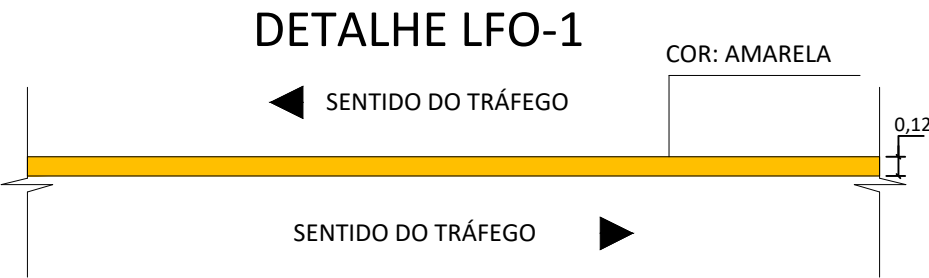 DETALHE LFO-1
COR: AMARELA
SENTIDO DO TRÁFEGO
0,12
SENTIDO DO TRÁFEGO